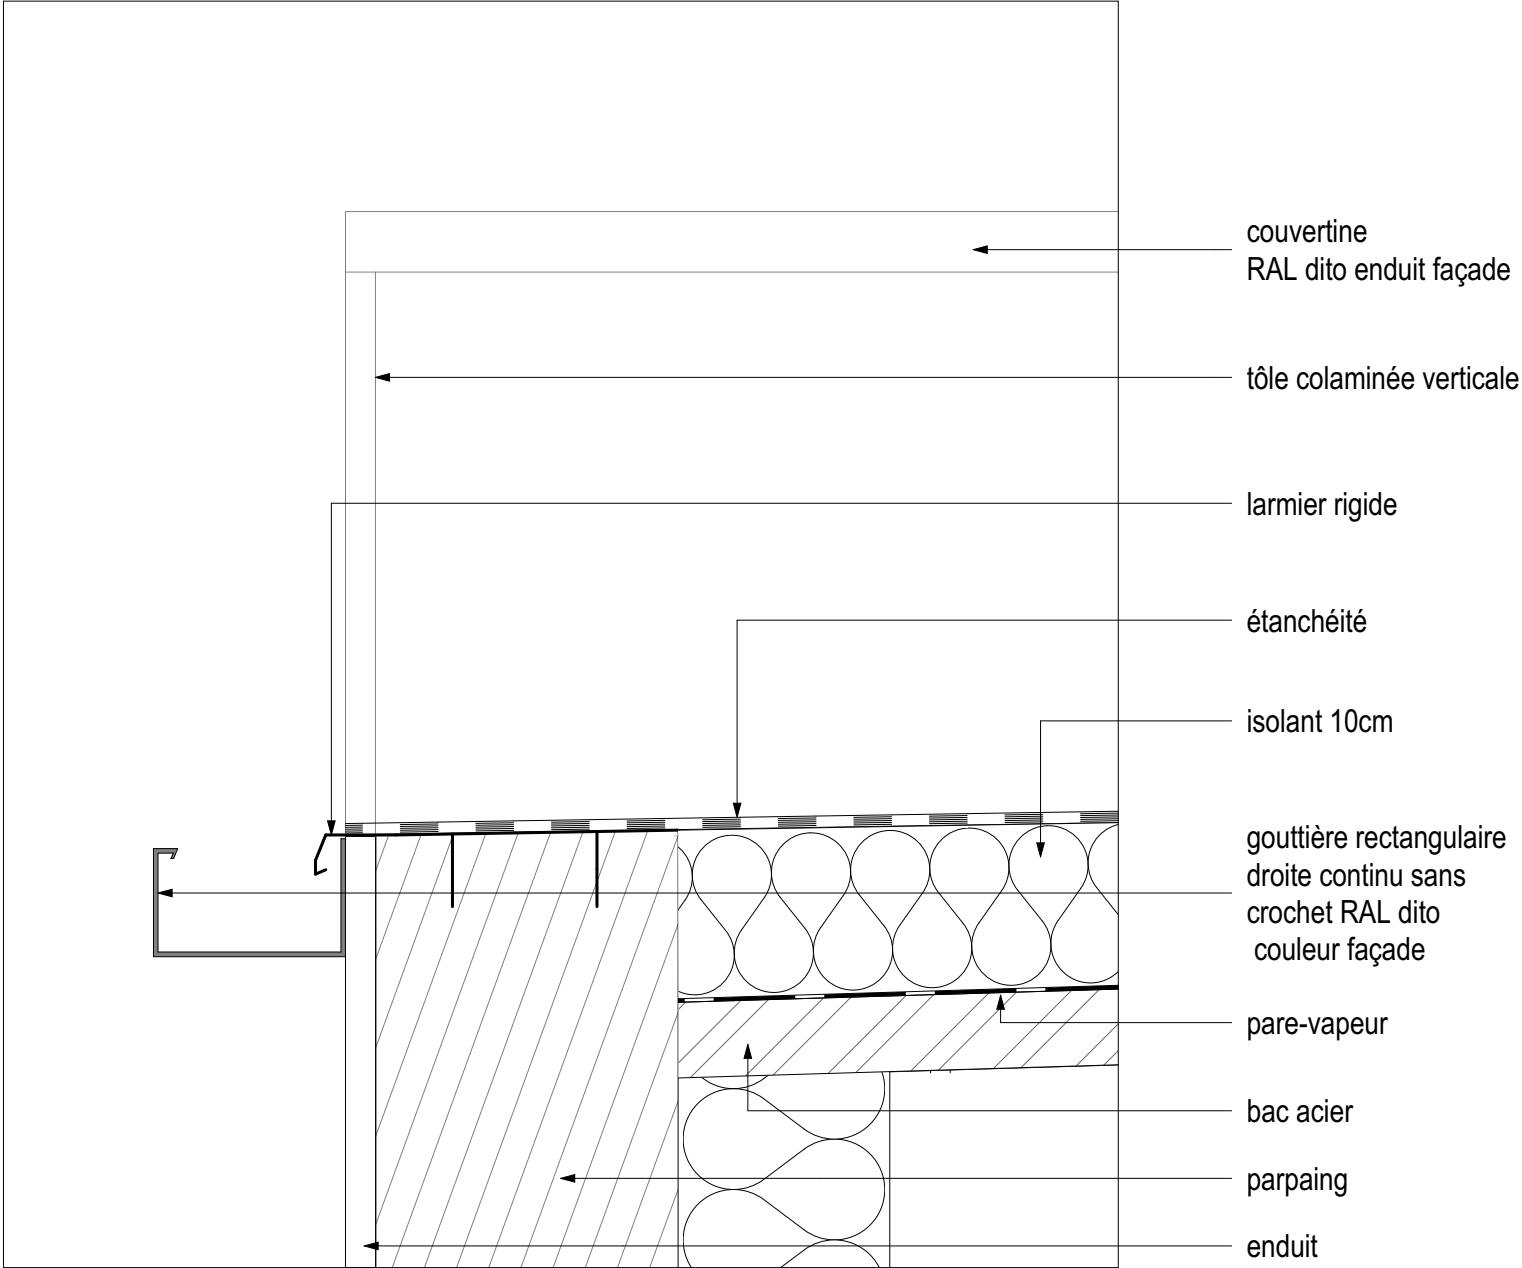 couvertine
RAL dito enduit façade
tôle colaminée verticale
larmier rigide
étanchéité
isolant 10cm
gouttière rectangulaire
droite continu sans
crochet RAL dito
couleur façade
pare-vapeur
bac acier
parpaing
enduit